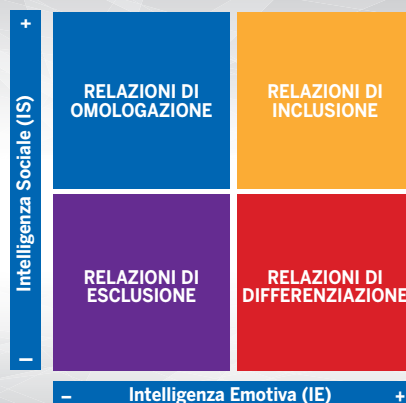 +
Intelligenza Sociale (IS)
–
RELAZIONI DI
OMOLOGAZIONE
RELAZIONI DI
INCLUSIONE
RELAZIONI DI
ESCLUSIONE
RELAZIONI DI
DIFFERENZIAZIONE
– Intelligenza Emotiva (IE) +